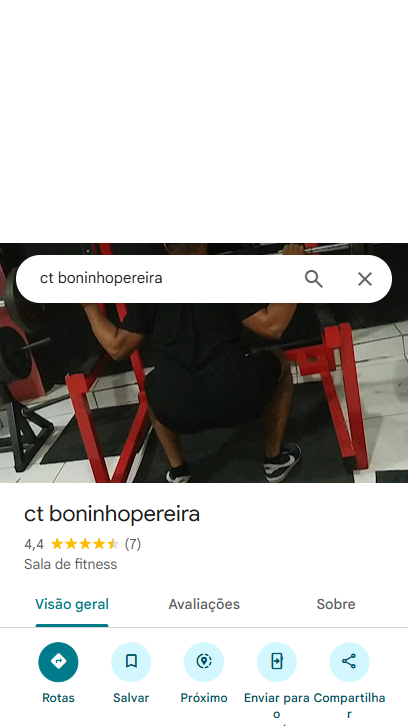 ct boninhopereira
ct boninhopereira
4,4 (7)
Sala de fitness
Visão geral Avaliações Sobre
Rotas Salvar Próximo Enviar para Compartilha
o r